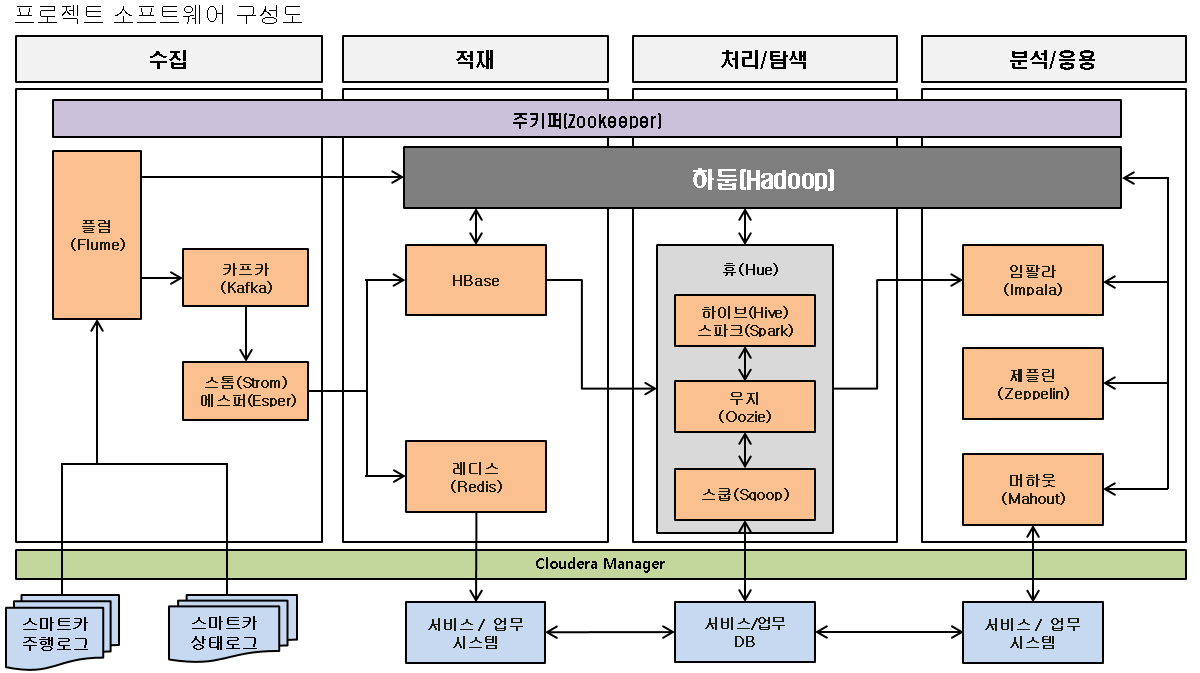 프로젝트 소프트웨어 구성도
수집
적재
처리/탐색
분석/응용
주키퍼(Zookeeper)
하둡(Hadoop)
플럼
(Flume)
카프카
(Kafka)
스톰(Strom)
에스퍼(Esper)
HBase
레디스
(Redis)
휴(Hue)
하이브(Hive)
스파크(Spark)
우지
(Oozie)
스쿱(Sqoop)
임팔라
(Impala)
제플린
(Zeppelin)
머하웃
(Mahout)
Cloudera Manager
스마트카
주행로그
스마트카
상태로그
서비스/ 업무
시스템
서비스/업무
DB
서비스/ 업무
시스템